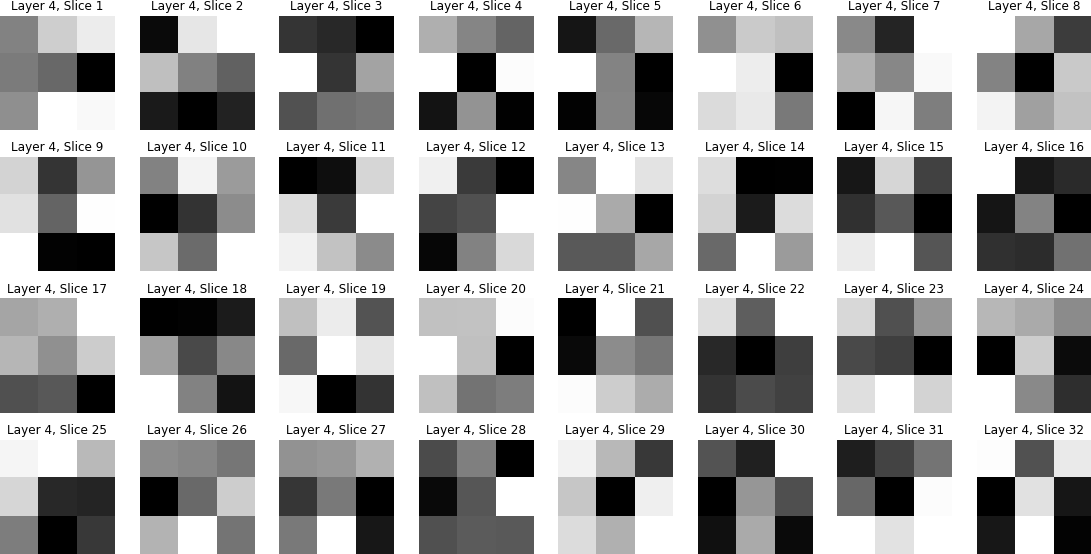 Layer 4, Slice 1 Layer 4, Slice 2 Layer 4, Slice 3 Layer 4, Slice 4 Layer 4, Slice 5 Layer 4, Slice 6 Layer 4, Slice 7 Layer 4, Slice 8
Layer 4, Slice 9 Layer 4, Slice 10 Layer 4, Slice 11 Layer 4, Slice 12 Layer 4, Slice 13 Layer 4, Slice 14 Layer 4, Slice 15 Layer 4, Slice 16
Layer 4, Slice 17 Layer 4, Slice 18 Layer 4, Slice 19 Layer 4, Slice 20 Layer 4, Slice 21 Layer 4, Slice 22 Layer 4, Slice 23 Layer 4, Slice 24
Layer 4, Slice 25 Layer 4, Slice 26 Layer 4, Slice 27 Layer 4, Slice 28 Layer 4, Slice 29 Layer 4, Slice 30 Layer 4, Slice 31 Layer 4, Slice 32